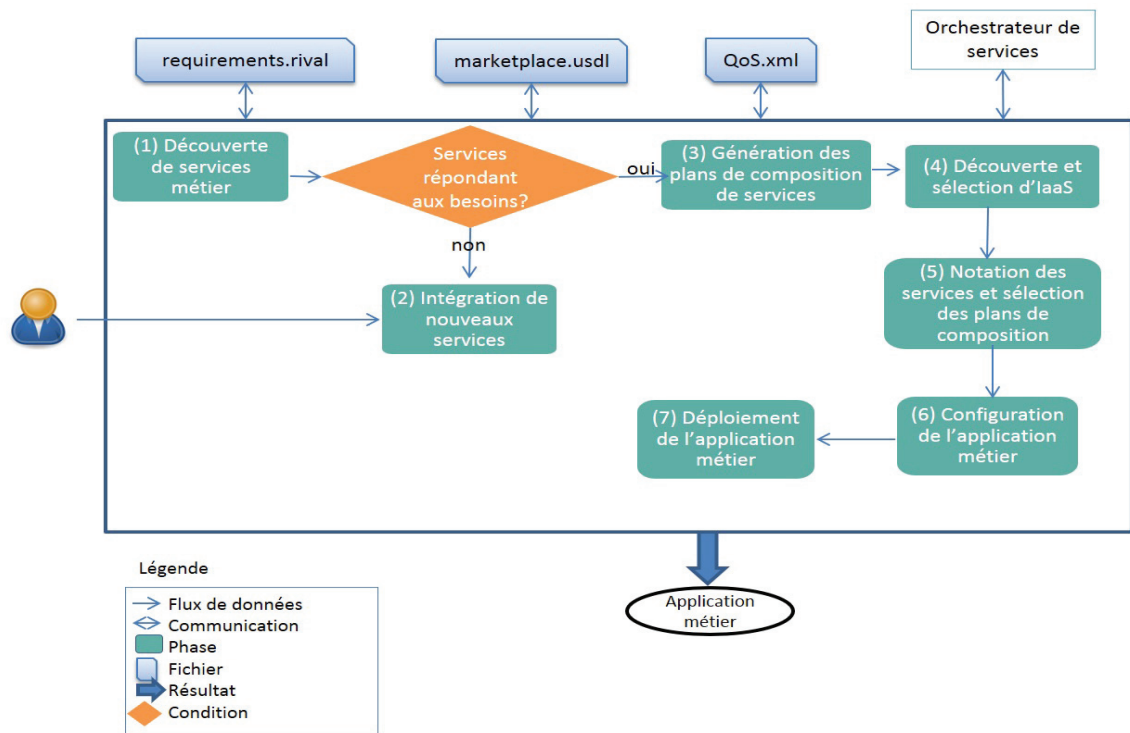 requirements.rival
marketplace.usdl
QoS.xml
Orchestrateur de
services
(1) Découverte
de services
métier
Services
répondant
aux besoins?
oui
(3) Génération des
plans de composition
de services
(4) Découverte et
sélection d'IaaS
non
(2) Intégration de
nouveaux
services
(5) Notation des
services et sélection
des plans de
composition
(7) Déploiement
de l'application
métier
(6) Configuration
de l'application
métier
Application
métier
Légende
Flux de données
Communication
Phase
Fichier
Résultat
Condition